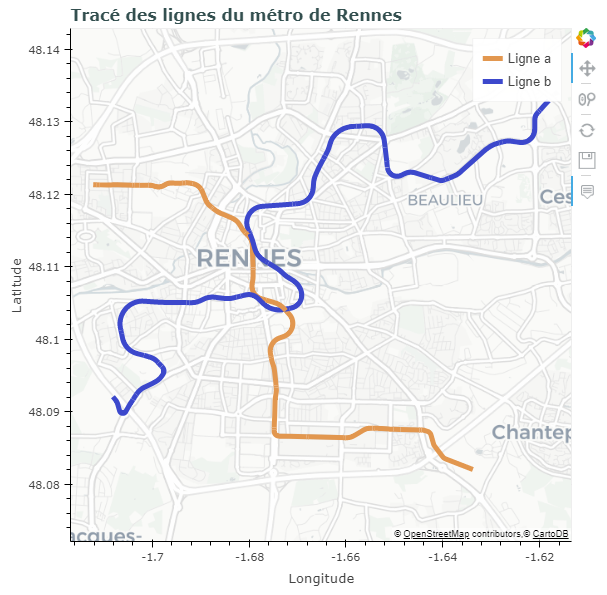 Tracé des lignes du métro de Rennes
Ligne a
Ligne b
48.14
48.13
48.12
48.11
48.1
48.09
48.08
Latitude
BEAULIEU
Ces
RENNES
Chantep
acques-
© OpenStreetMap contributors,© CartoDB
-1.7
-1.68
-1.66
-1.64
-1.62
Longitude